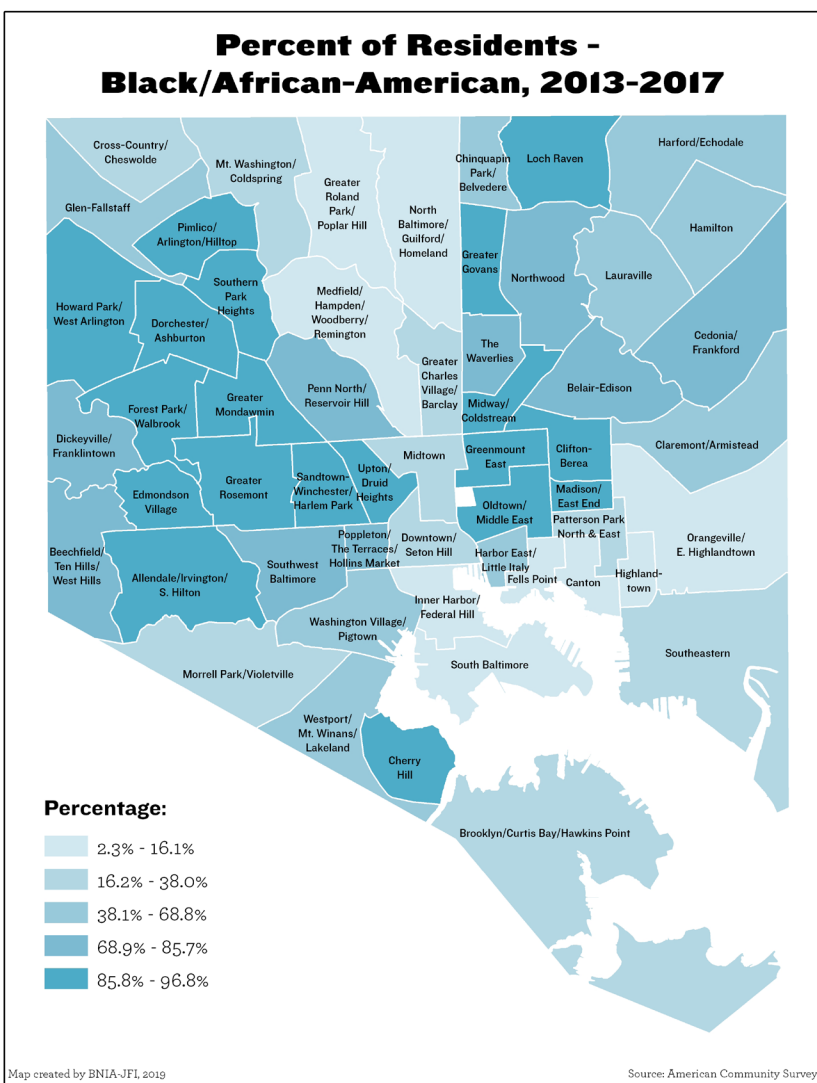 Percent of Residents -
Black/African-American, 2013-2017
Cross-Country/
Cheswolde
Mt. Washington/
Coldspring
Greater
Roland
Park/
Poplar Hill
North
Baltimore/
Guilford/
Homeland
Chinquapin
Park/
Belvedere
Loch Raven
Harford/Echodale
Glen-Fallstaff
Pimlico/
Arlington/Hilltop
Hamilton
Greater
Govans
Northwood
Lauraville
Southern
Park
Heights
Howard Park/
West Arlington
Dorchester/
Ashburton
Medfield/
Hampden/
Woodberry/
Remington
The
Waverlies
Cedonia/
Frankford
Greater
Charles
Village/
Barclay
Penn North/
Reservoir Hill
Belair-Edison
Greater
Mondawmin
Forest Park/
Walbrook
Midway/
Coldstream
Dickeyville/
Franklintown
Midtown
Greenmount
East
Clifton-
Berea
Claremont/Armistead
Greater
Rosemont
Sandtown-
Winchester/
Harlem Park
Upton/
Druid
Heights
Edmondson
Village
Oldtown/
Middle East
Madison/
East End
Patterson Park
North & East
Orangeville/
E. Highlandtown
Beechfield/
Ten Hills/
West Hills
Allendale/Irvington/
S. Hilton
Southwest
Baltimore
Poppleton/
The Terraces/
Hollins Market
Downtown/
Seton Hill
Harbor East/
Little Italy
Fells Point
Canton
Highland-
town
Inner Harbor/
Federal Hill
Washington Village/
Pigtown
South Baltimore
Southeastern
Morrell Park/Violetville
Westport/
Mt. Winans/
Lakeland
Cherry
Hill
Brooklyn/Curtis Bay/Hawkins Point
Percentage:
2.3% - 16.1%
16.2% - 38.0%
38.1% - 68.8%
68.9% - 85.7%
85.8% - 96.8%
Map created by BNIA-JFI, 2019
Source: American Community Survey